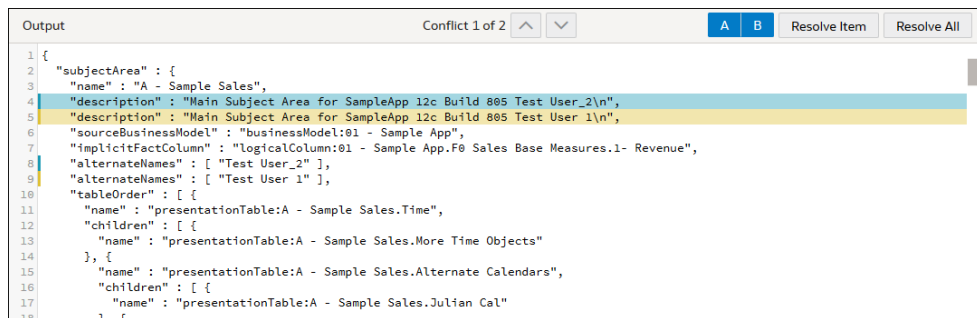 Output Conflict 1 of 2 A B Resolve Item Resolve All
1 {
2 "subjectArea" : {
3 "name" : "A - Sample Sales",
4 "description" : "Main Subject Area for SampleApp 12c Build 805 Test User_2\n",
5 "description" : "Main Subject Area for SampleApp 12c Build 805 Test User 1\n",
6 "sourceBusinessModel" : "businessModel:01 - Sample App",
7 "implicitFactColumn" : "logicalColumn:01 - Sample App.F0 Sales Base Measures.1- Revenue",
8 "alternateNames" : [ "Test User_2" ],
9 "alternateNames" : [ "Test User 1" ],
10 "tableOrder" : [ {
11 "name" : "presentationTable:A - Sample Sales.Time",
12 "children" : [ {
13 "name" : "presentationTable:A - Sample Sales.More Time Objects"
14 }, {
15 "name" : "presentationTable:A - Sample Sales.Alternate Calendars",
16 "children" : [ {
17 "name" : "presentationTable:A - Sample Sales.Julian Cal"
18 }, {